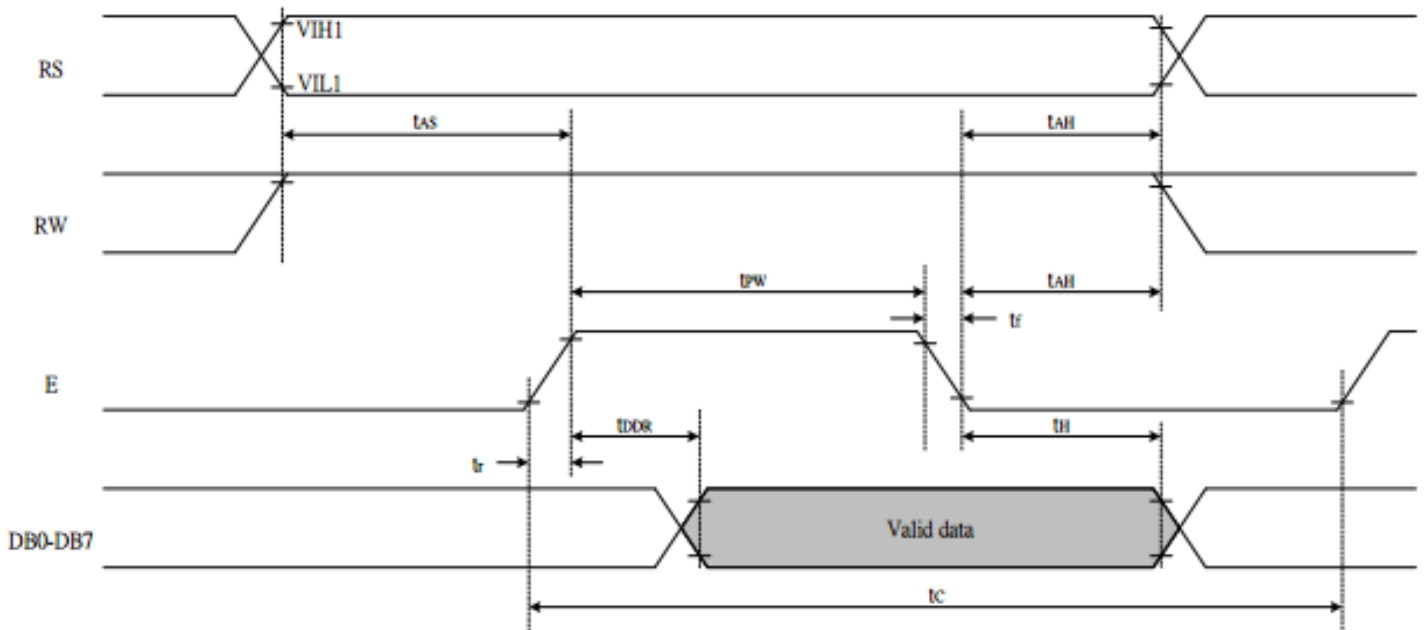 VIH1
RS
VIL1
tAS
tAH
RW
tPW
tAH
tf
E
tDDR
tH
tr
DB0-DB7
Valid data
tC